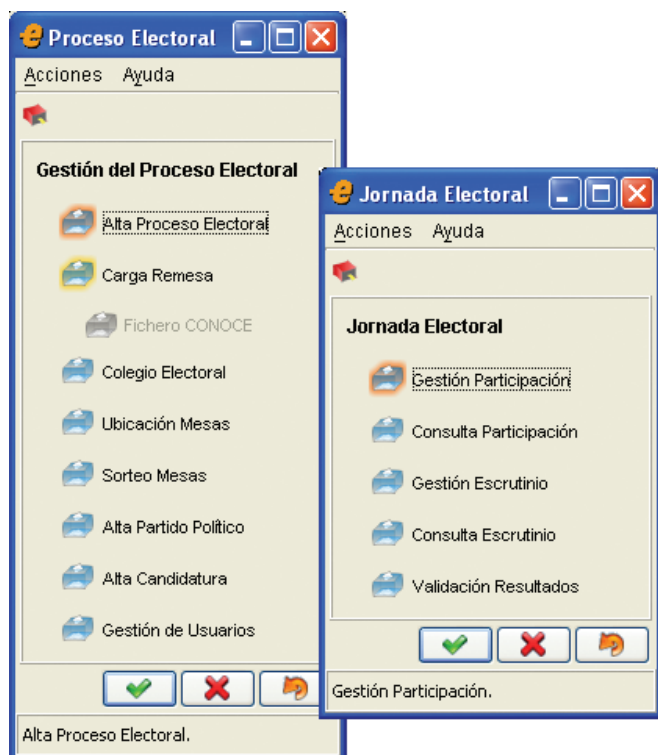 Proceso Electoral
Acciones Ayuda
Gestión del Proceso Electoral
Alta Proceso Electoral
Carga Remesa
Fichero CONOCE
Colegio Electoral
Ubicación Mesas
Sorteo Mesas
Alta Partido Político
Alta Candidatura
Gestión de Usuarios
Alta Proceso Electoral.
Jornada Electoral
Acciones Ayuda
Jornada Electoral
Gestión Participación
Consulta Participación
Gestión Escrutinio
Consulta Escrutinio
Validación Resultados
Gestión Participación.